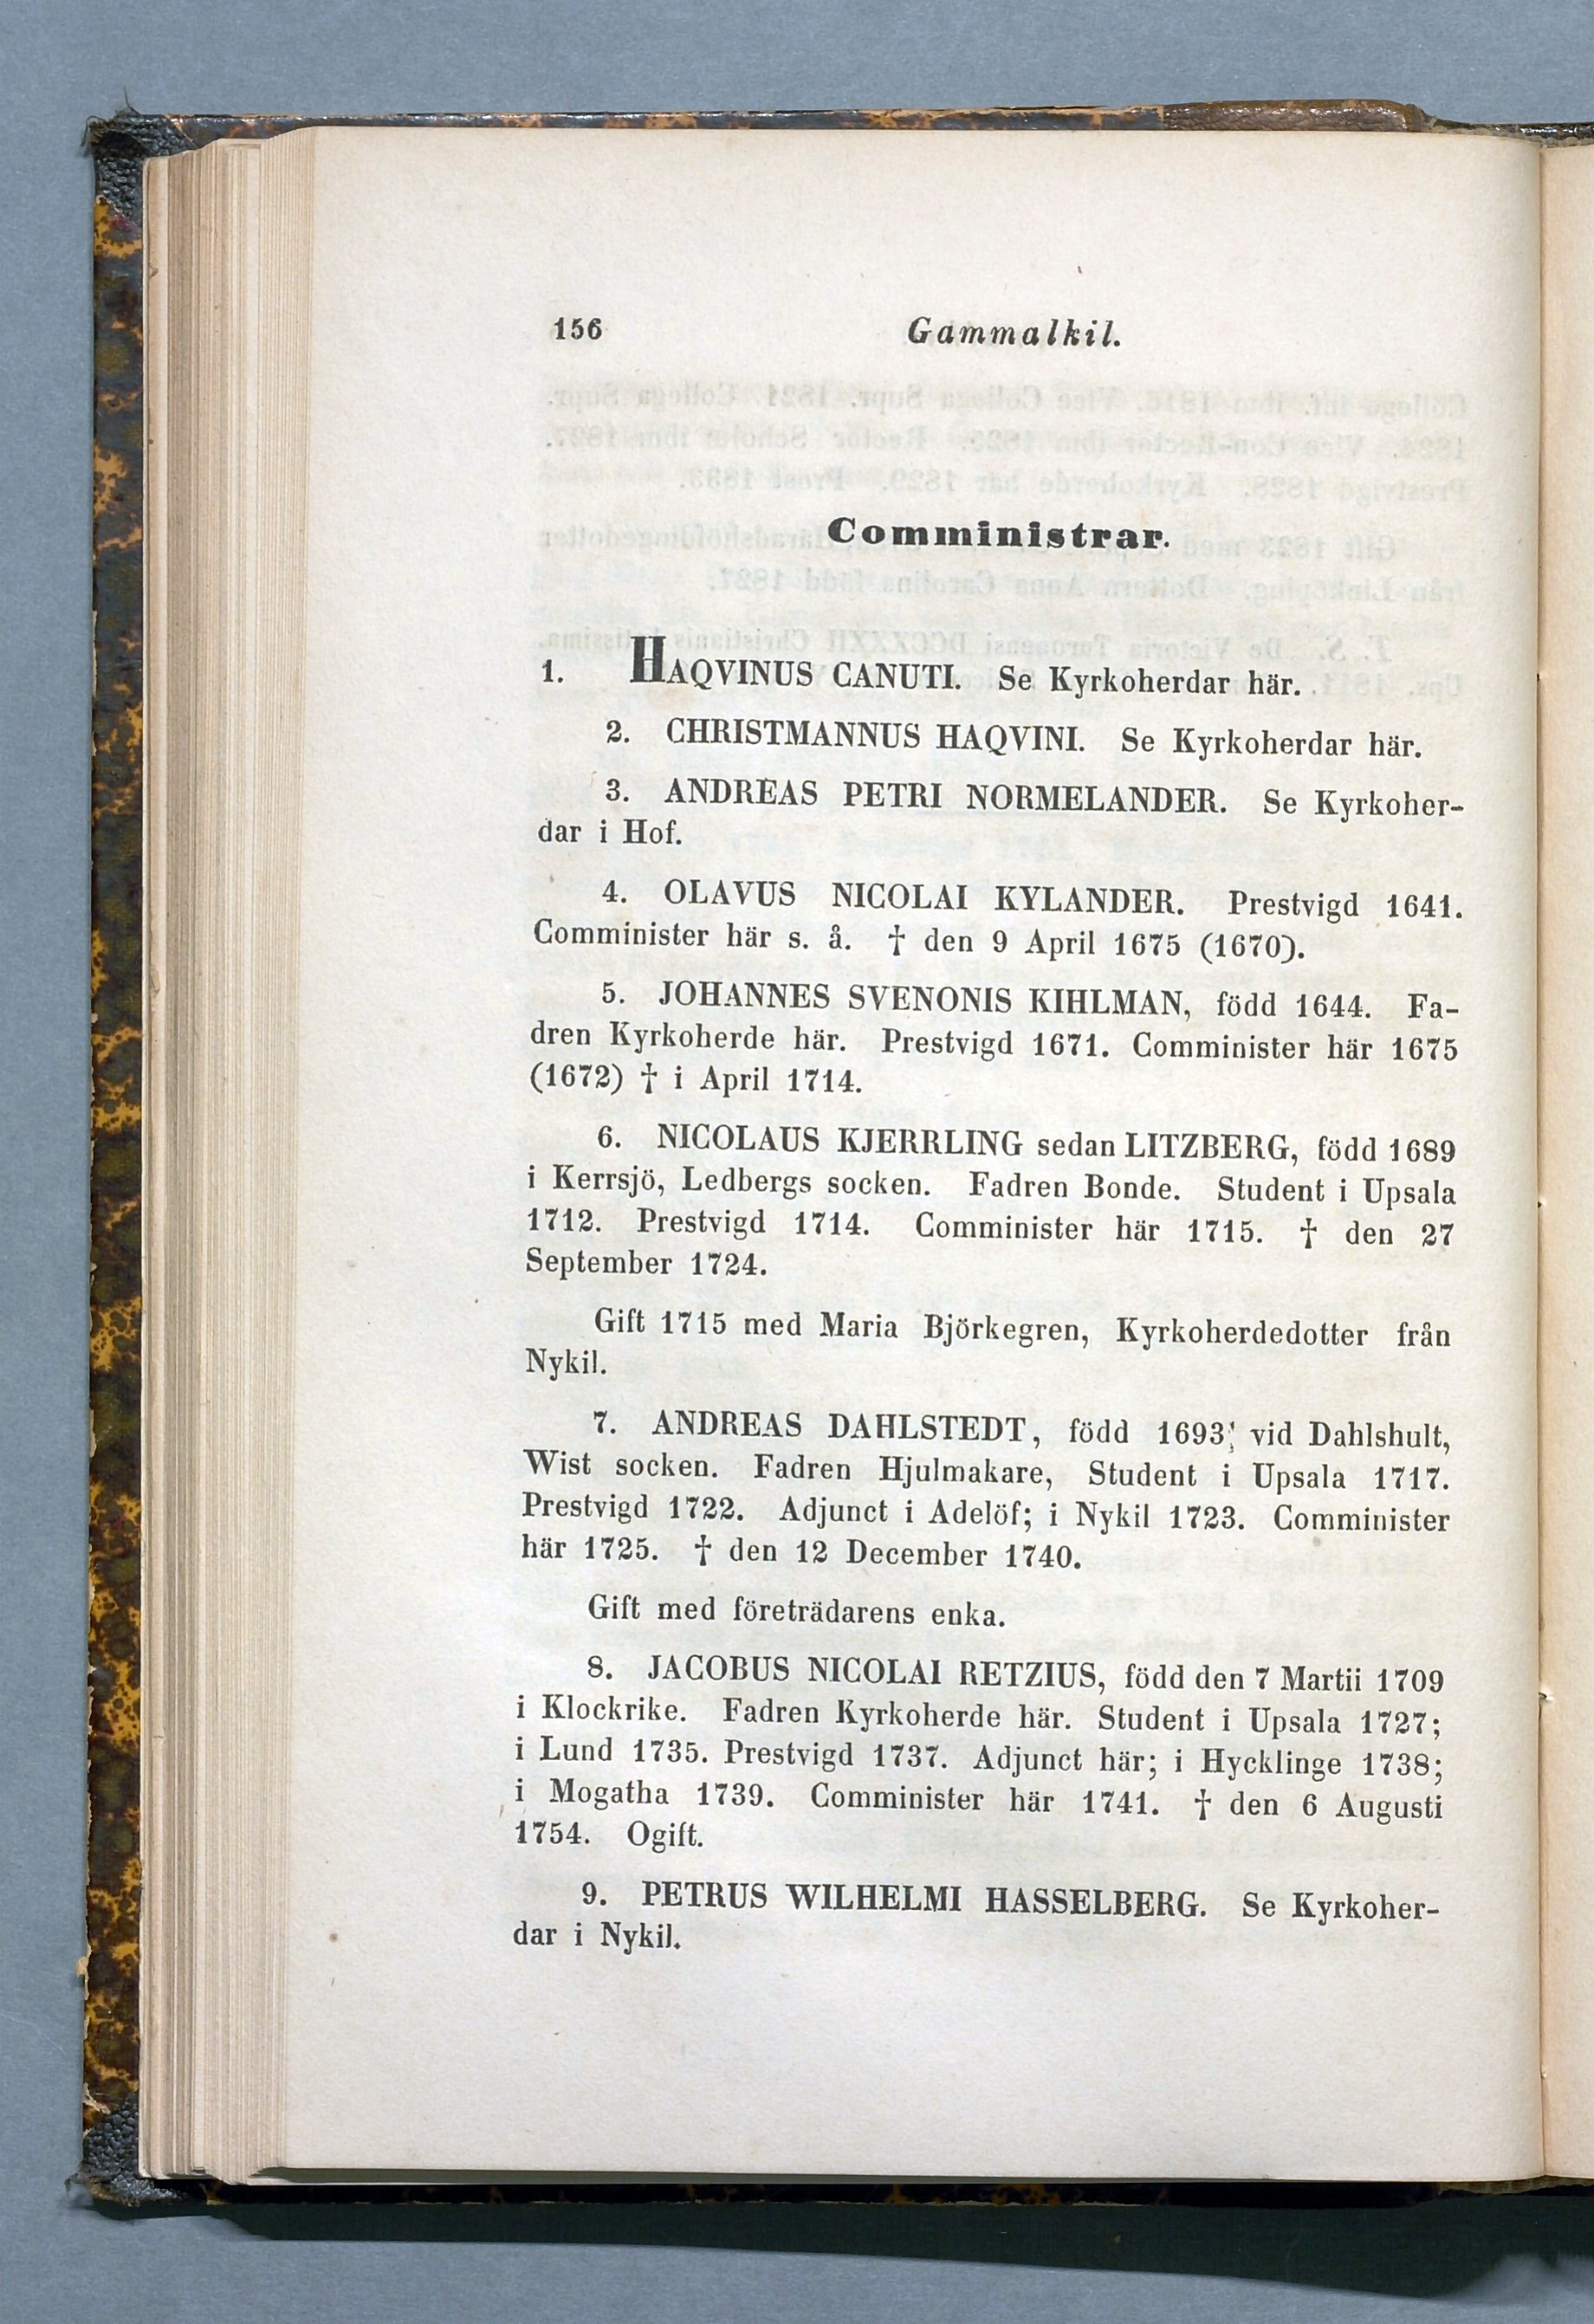 156 Gammalkil.
Comministrar.
1. HAQVINUS CANUTI. Se Kyrkoherdar här.
2. CHRISTMANNUS HAQVINI. Se Kyrkoherdar här.
3. ANDREAS PETRI NORMELANDER. Se Kyrkoher-
dar i Hof.
4. OLAVUS NICOLAI KYLANDER. Prestvigd 1641.
Comminister här s. å. † den 9 April 1675 (1670).
5. JOHANNES SVENONIS KIHLMAN, född 1644. Fa-
dren Kyrkoherde här. Prestvigd 1671. Comminister här 1675
(1672) † i April 1714.
6. NICOLAUS KJERRLING sedan LITZBERG, född 1689
i Kerrsjö, Ledbergs socken. Fadren Bonde. Student i Upsala
1712. Prestvigd 1714. Comminister här 1715. † den 27
September 1724.
Gift 1715 med Maria Björkegren, Kyrkoherdedotter från
Nykil.
7. ANDREAS DAHLSTEDT, född 1693; vid Dahlshult,
Wist socken. Fadren Hjulmakare, Student i Upsala 1717.
Prestvigd 1722. Adjunct i Adelöf; i Nykil 1723. Comminister
här 1725. † den 12 December 1740.
Gift med företrädarens enka.
8. JACOBUS NICOLAI RETZIUS, född den 7 Martii 1709
i Klockrike. Fadren Kyrkoherde här. Student i Upsala 1727;
i Lund 1735. Prestvigd 1737. Adjunct här; i Hycklinge 1738;
i Mogatha 1739. Comminister här 1741. † den 6 Augusti
1754. Ogift.
9. PETRUS WILHELMI HASSELBERG. Se Kyrkoher-
dar i Nykil.